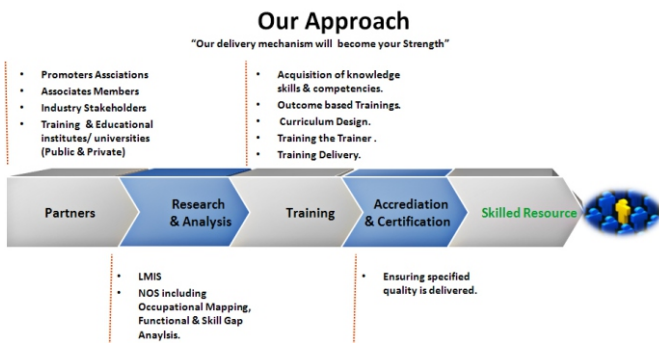 Our Approach
“Our delivery mechanism will become your Strength”
• Promoters Assciations
• Associates Members
• Industry Stakeholders
• Training & Educational
institutes/ universities
(Public & Private)
• Acquisition of knowledge
skills & competencies.
• Outcome based Trainings.
• Curriculum Design.
• Training the Trainer .
• Training Delivery.
Partners
Research
& Analysis
Training
Accrediation
& Certification
Skilled Resource
• LMIS
• NOS including
Occupational Mapping,
Functional & Skill Gap
Anaylsis.
• Ensuring specified
quality is delivered.